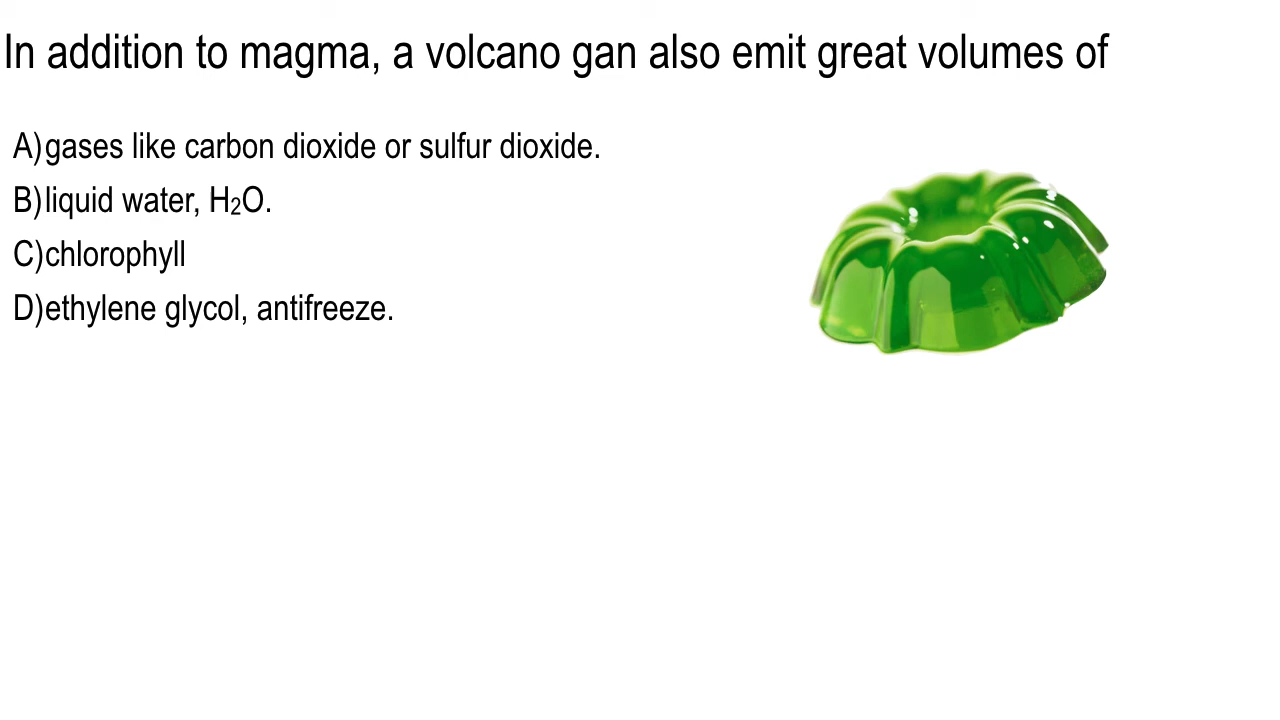 In addition to magma, a volcano gan also emit great volumes of
A) gases like carbon dioxide or sulfur dioxide.
B) liquid water, H₂O.
C) chlorophyll
D) ethylene glycol, antifreeze.